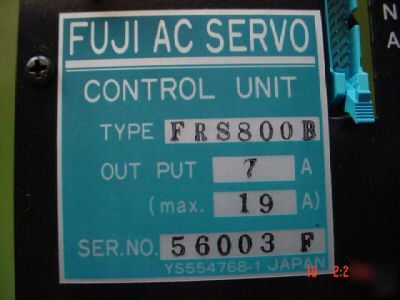 FUJI AC SERVO
CONTROL UNIT
TYPE FRS800B
OUT PUT 7 A
(max. 19 A)
SER.NO. 56003 F
YS554768-1 JAPAN
N
A